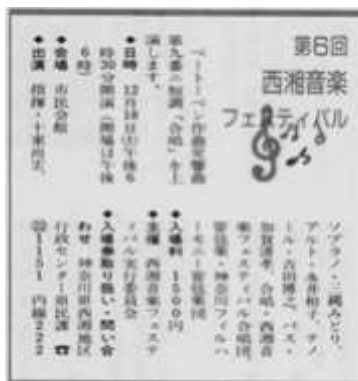 第6回
西湘音楽
フェスティバル
ベートーベン作曲交響曲
第九番ニ短調「合唱」を上
演します。
◆日時 12月18日(土)午後6
時30分開演(開場は午後
6時)
◆会場 市民会館
◆出演 指揮・十束尚宏、
ソプラノ・三縄みどり、
アルト・永井和子、テノ
ール・吉田博之、バス・
加賀清孝、合唱・西湘音
楽フェスティバル合唱団、
管弦楽・神奈川フィルハ
ーモニー管弦楽団
◆入場料 1500円
◆主催 西湘音楽フェステ
ィバル実行委員会
◆入場券取り扱い・問い合
わせ 神奈川県西湘地区
行政センター県民課 ☎
㉜1151 内線222